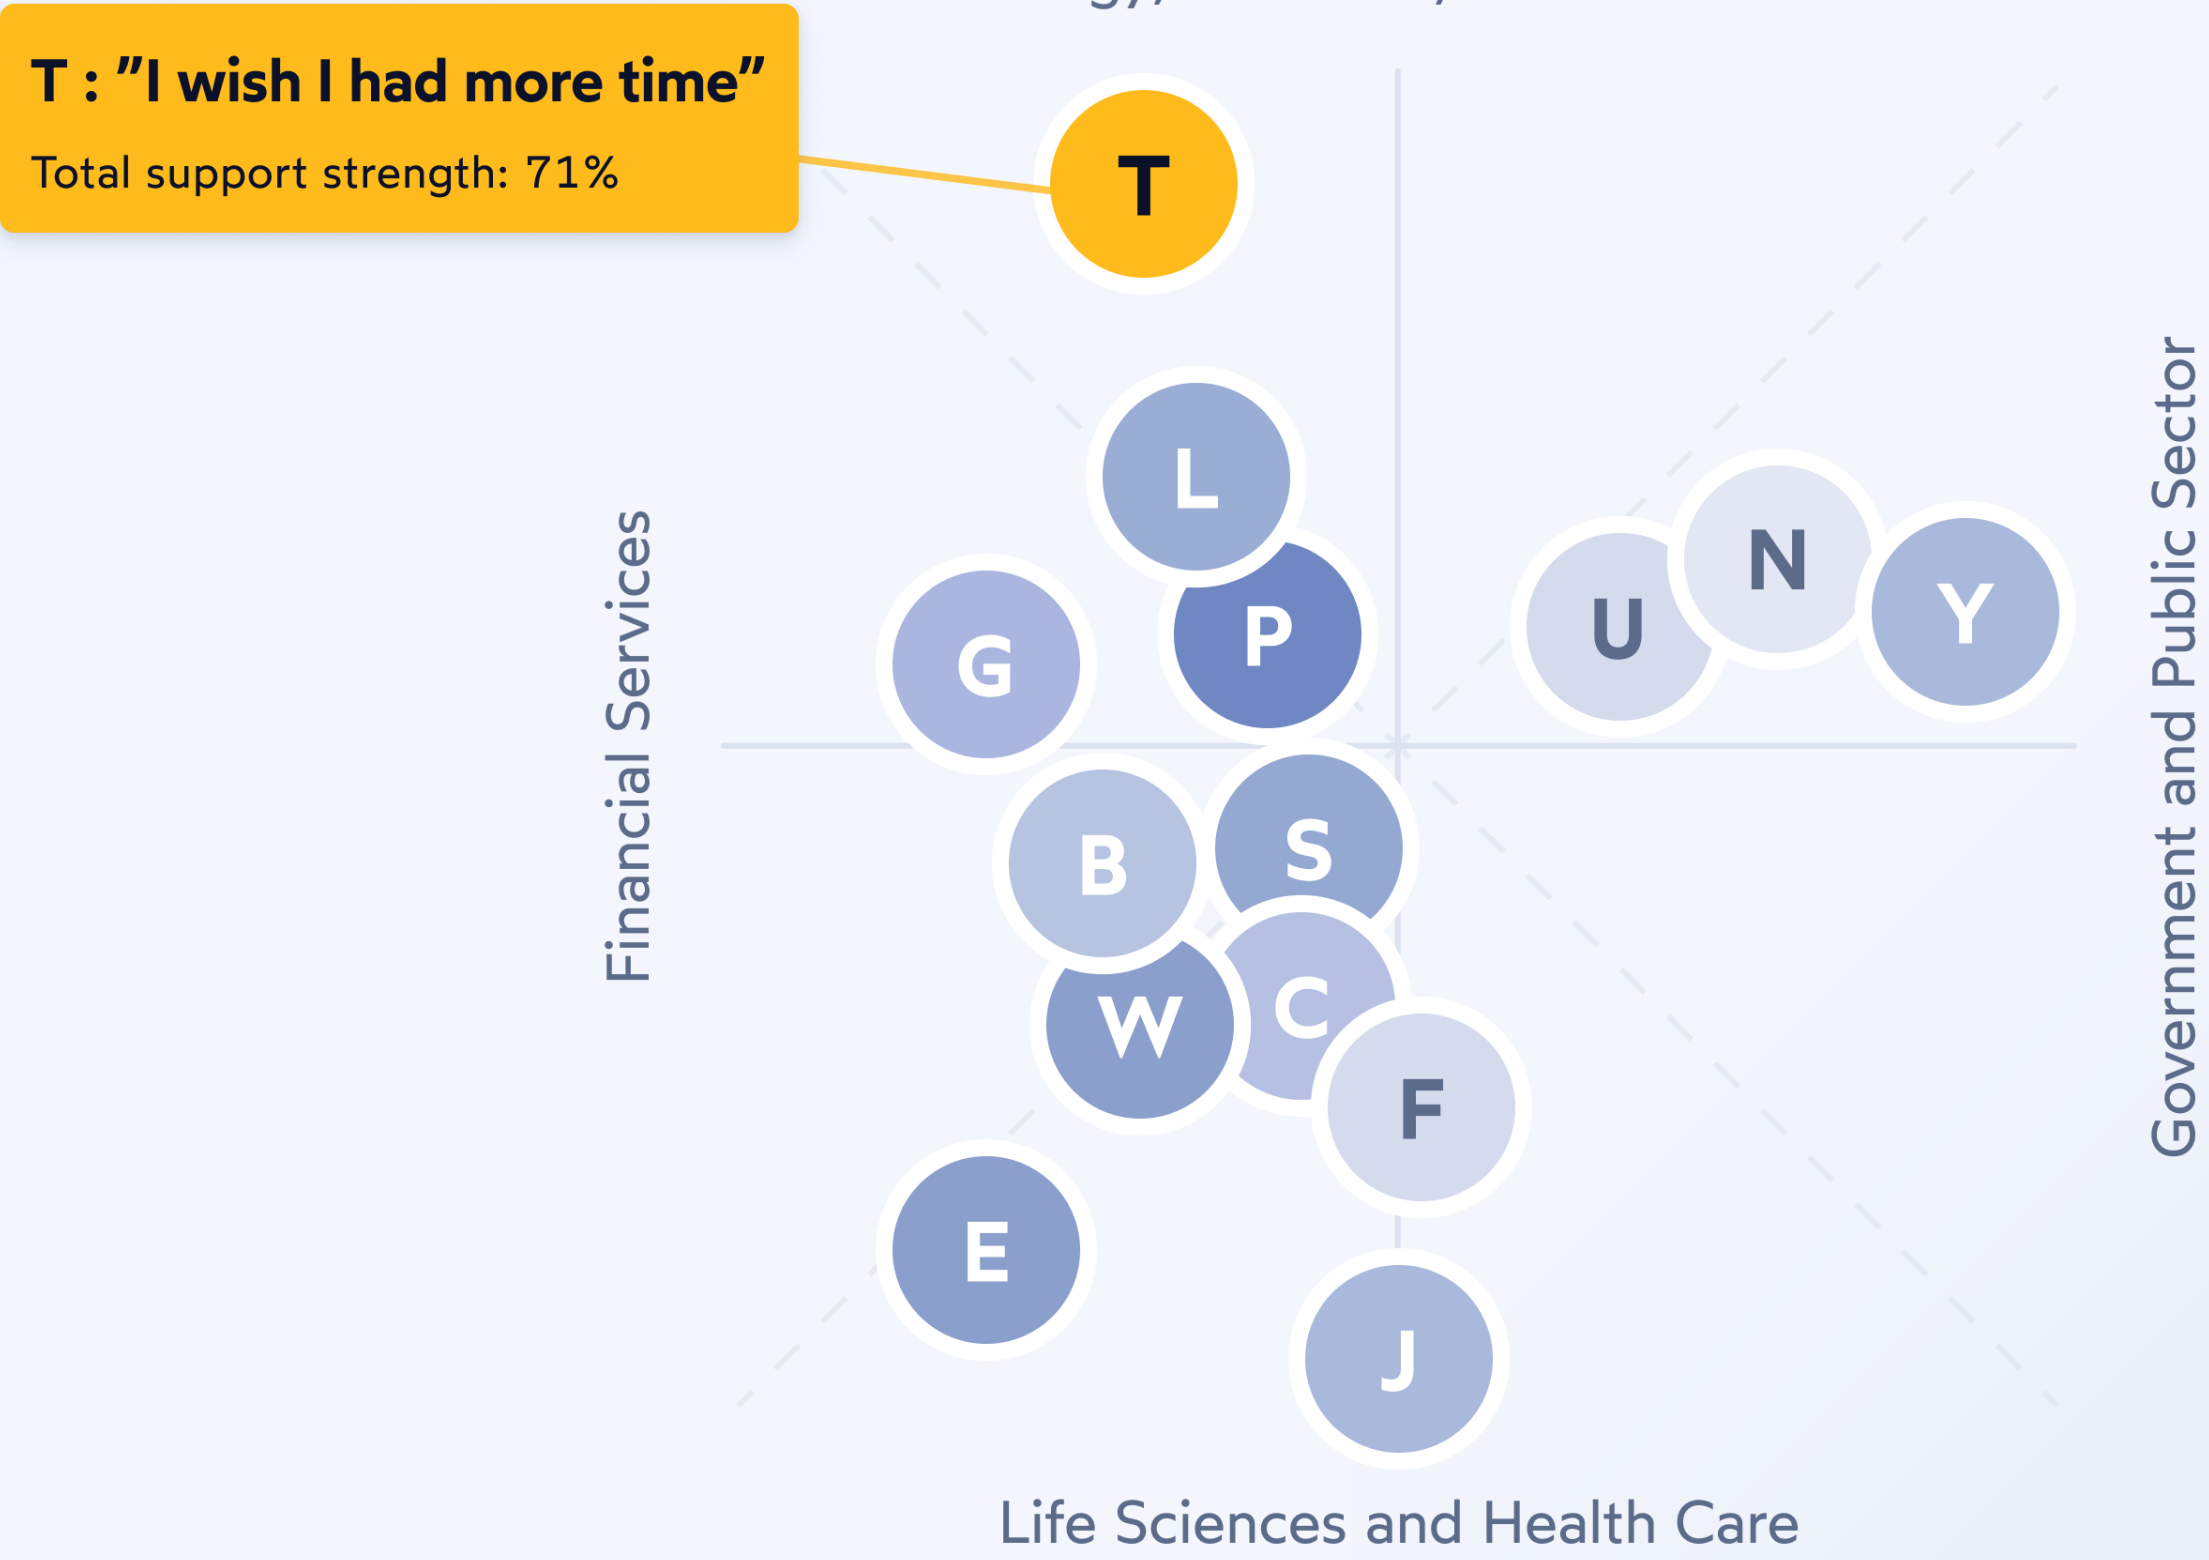 T : ”I wish I had more time”
Total support strength: 71%
T
L
N
Y
U
P
G
Financial Services
Government and Public Sector
S
B
C
W
F
E
J
Life Sciences and Health Care